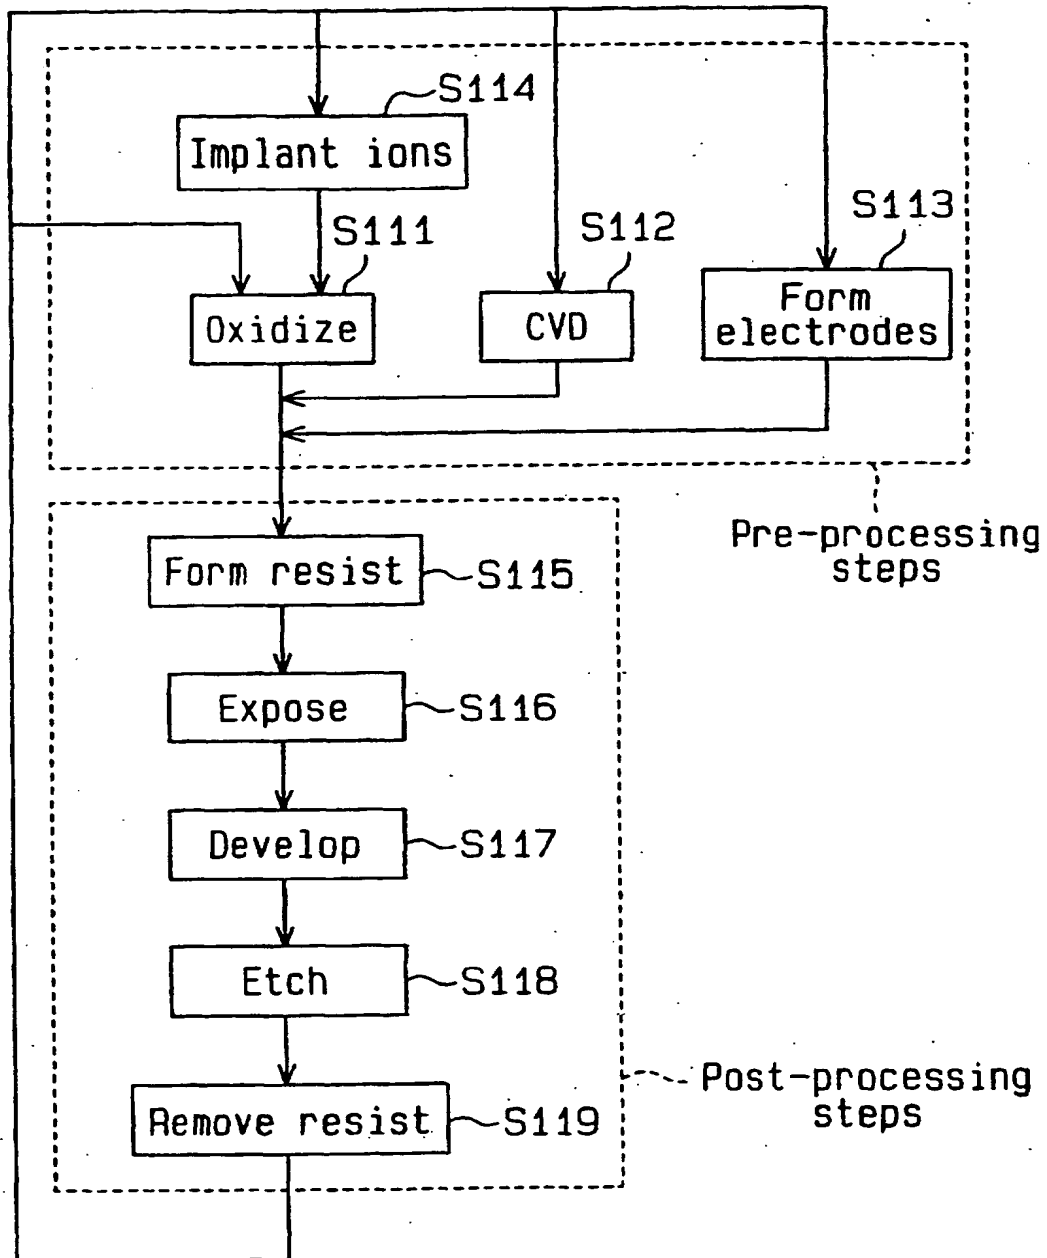 S114
Implant ions
S111
S112
S113
Oxidize
CVD
Form
electrodes
Pre-processing
steps
Form resist
S115
Expose
S116
Develop
S117
Etch
S118
Post-processing
steps
Remove resist
S119